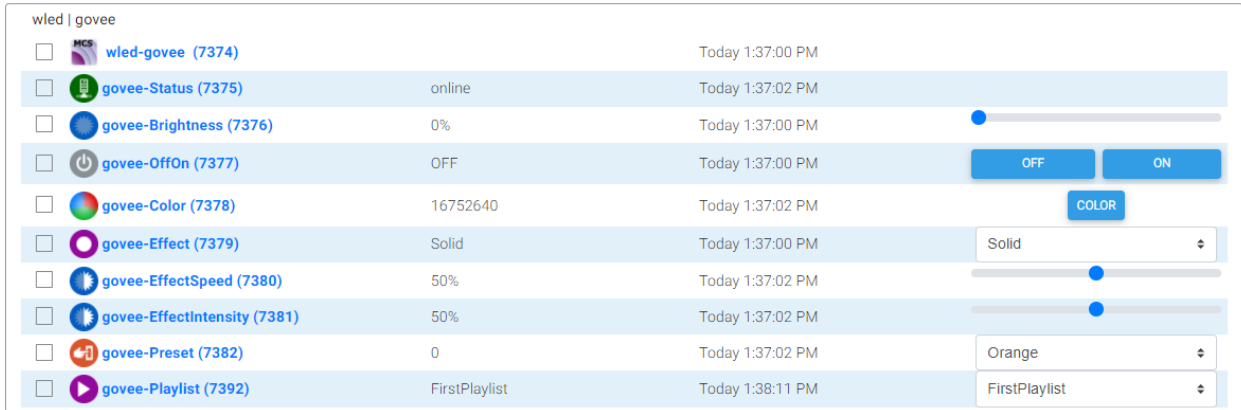 wled | govee
MCS wled-govee (7374) Today 1:37:00 PM
govee-Status (7375) online Today 1:37:02 PM
govee-Brightness (7376) 0% Today 1:37:00 PM
govee-OffOn (7377) OFF Today 1:37:00 PM OFF ON
govee-Color (7378) 16752640 Today 1:37:02 PM COLOR
govee-Effect (7379) Solid Today 1:37:00 PM Solid
govee-EffectSpeed (7380) 50% Today 1:37:02 PM
govee-EffectIntensity (7381) 50% Today 1:37:02 PM
govee-Preset (7382) 0 Today 1:37:02 PM Orange
govee-Playlist (7392) FirstPlaylist Today 1:38:11 PM FirstPlaylist